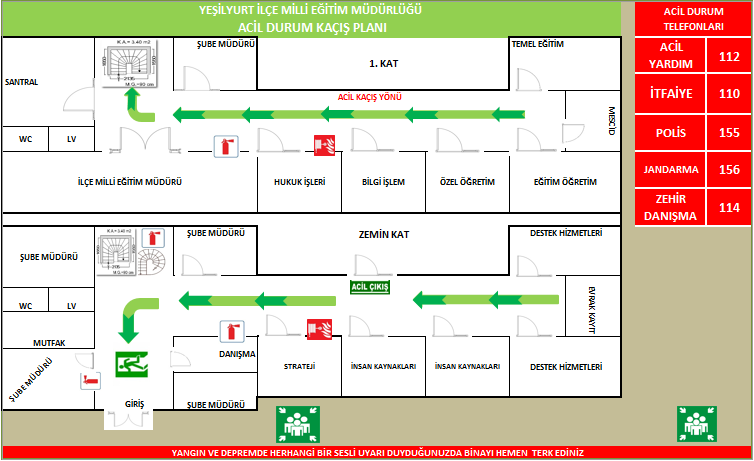 YEŞİLYURT İLÇE MİLLİ EĞİTİM MÜDÜRLÜĞÜ
ACİL DURUM KAÇIŞ PLANI
ACİL DURUM
TELEFONLARI
ACİL
YARDIM
112
İTFAİYE
110
POLİS
155
JANDARMA
156
ZEHİR
DANIŞMA
114
K.A = 3.40 m2
ŞUBE MÜDÜRÜ
TEMEL EĞİTİM
1. KAT
SANTRAL
ACİL KAÇIŞ YÖNÜ
MESCİD
WC
LV
İLÇE MİLLİ EĞİTİM MÜDÜRÜ
HUKUK İŞLERİ
BİLGİ İŞLEM
ÖZEL ÖĞRETİM
EĞİTİM ÖĞRETİM
ŞUBE MÜDÜRÜ
ŞUBE MÜDÜRÜ
ZEMİN KAT
DESTEK HİZMETLERİ
ACİL ÇIKIŞ
EVRAK KAYIT
WC
LV
MUTFAK
ŞUBE MÜDÜRÜ
DANIŞMA
STRATEJİ
İNSAN KAYNAKLARI
İNSAN KAYNAKLARI
DESTEK HİZMETLERİ
GİRİŞ
ŞUBE MÜDÜRÜ
YANGIN VE DEPREMDE HERHANGİ BİR SESLİ UYARI DUYDUĞUNUZDA BİNAYI HEMEN TERK EDİNİZ